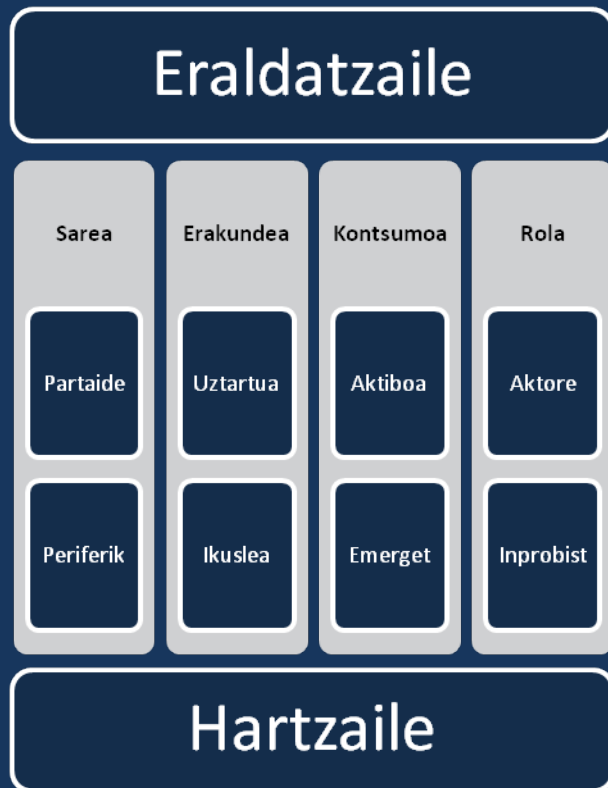 Eraldatzaile
Sarea
Erakundea
Kontsumoa
Rola
Partaide
Uztartua
Aktiboa
Aktore
Periferik
Ikuslea
Emerget
Inprobist
Hartzaile